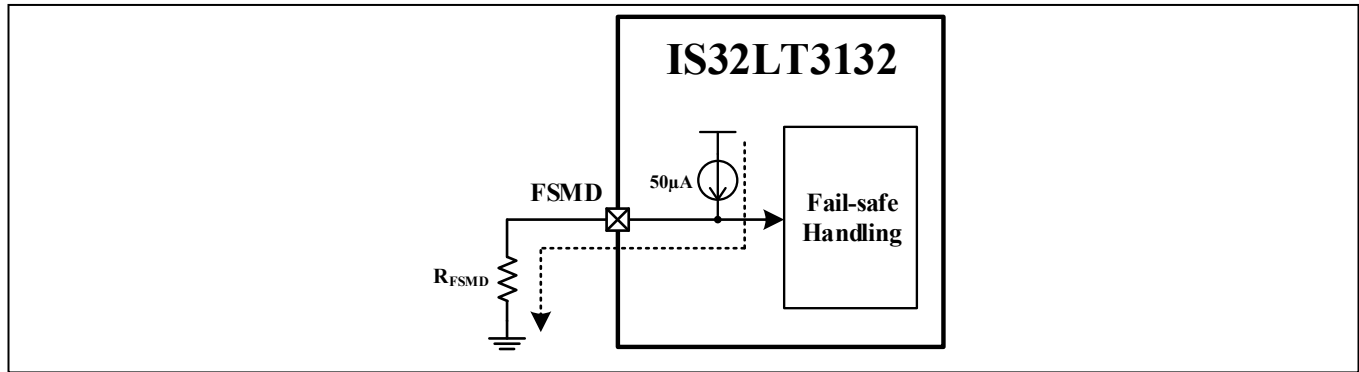 IS32LT3132
50µA
FSMD
Fail-safe
Handling
RFSMD